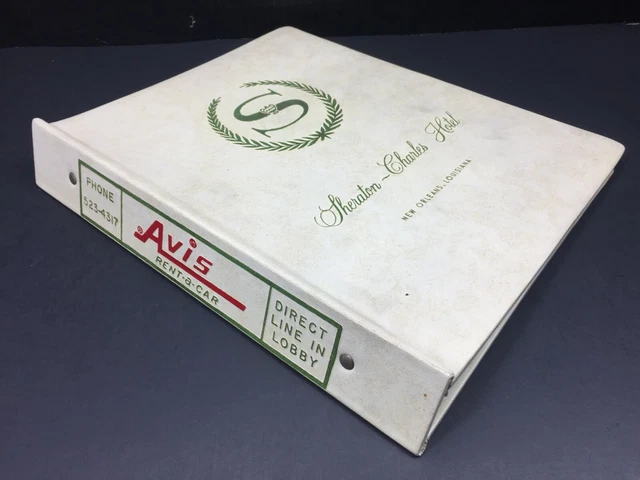 S
Sheraton-Charles Hotel
NEW ORLEANS, LOUISIANA
PHONE
523-4317
Avis
RENT-a-CAR
DIRECT
LINE IN
LOBBY